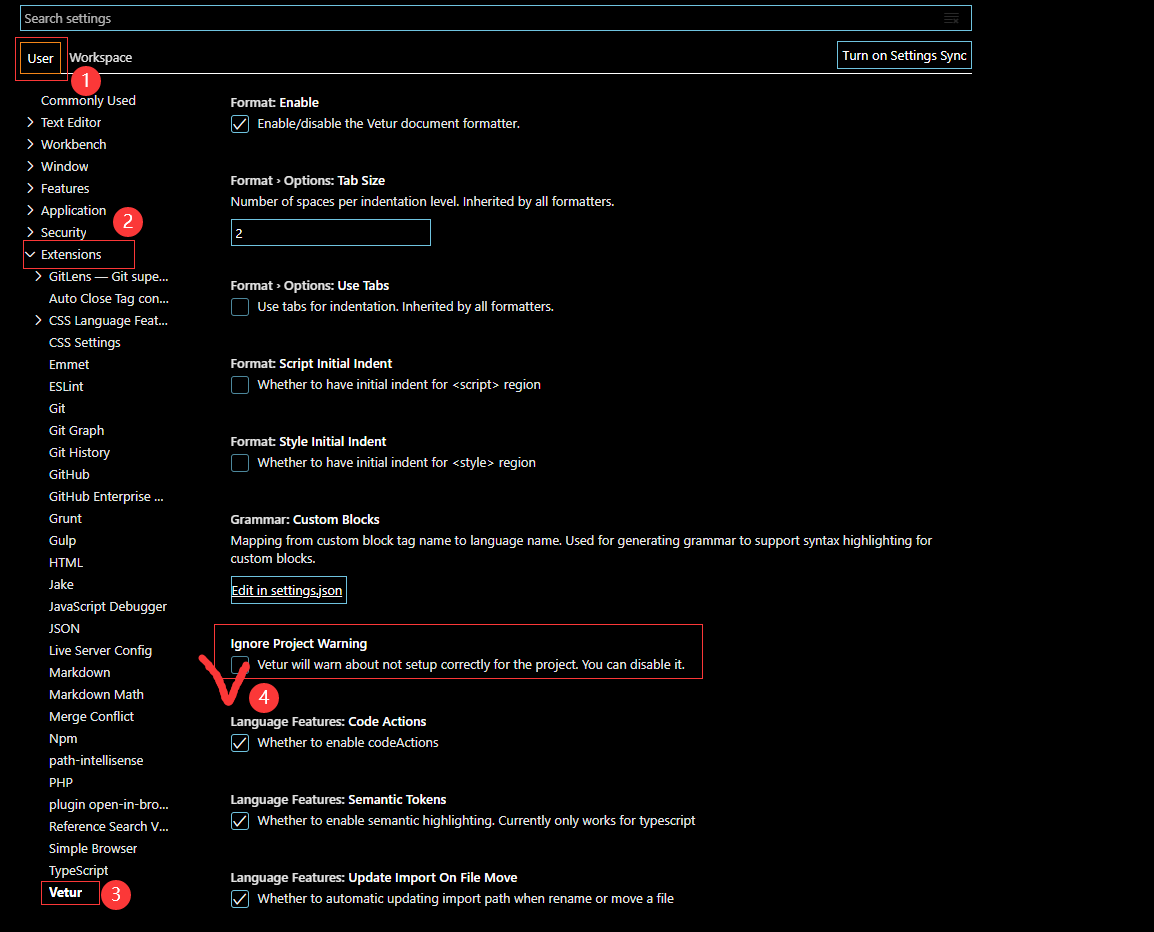 Search settings
User
Workspace
Turn on Settings Sync
1
Commonly Used
Text Editor
Workbench
Window
Features
Application
2
Security
Extensions
GitLens — Git supe...
Auto Close Tag con...
CSS Language Feat...
CSS Settings
Emmet
ESLint
Git
Git Graph
Git History
GitHub
GitHub Enterprise ...
Grunt
Gulp
HTML
Jake
JavaScript Debugger
JSON
Live Server Config
Markdown
Markdown Math
Merge Conflict
Npm
path-intellisense
PHP
plugin open-in-bro...
Reference Search V...
Simple Browser
TypeScript
Vetur
3
Format: Enable
Enable/disable the Vetur document formatter.
Format › Options: Tab Size
Number of spaces per indentation level. Inherited by all formatters.
2
Format › Options: Use Tabs
Use tabs for indentation. Inherited by all formatters.
Format: Script Initial Indent
Whether to have initial indent for <script> region
Format: Style Initial Indent
Whether to have initial indent for <style> region
Grammar: Custom Blocks
Mapping from custom block tag name to language name. Used for generating grammar to support syntax highlighting for
custom blocks.
Edit in settings.json
Ignore Project Warning
Vetur will warn about not setup correctly for the project. You can disable it.
4
Language Features: Code Actions
Whether to enable codeActions
Language Features: Semantic Tokens
Whether to enable semantic highlighting. Currently only works for typescript
Language Features: Update Import On File Move
Whether to automatic updating import path when rename or move a file